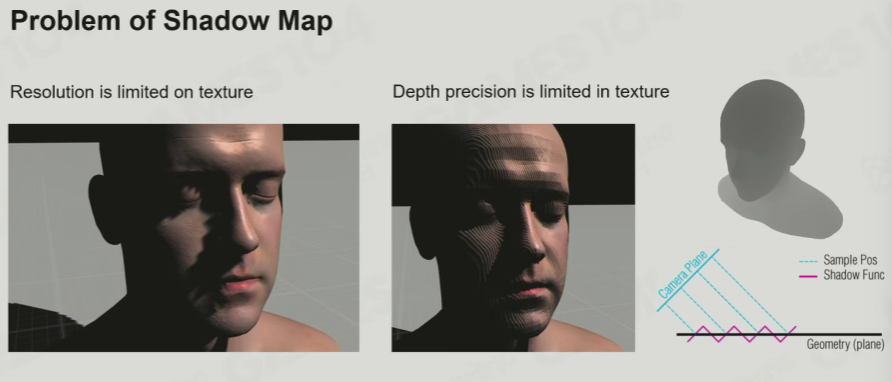 Problem of Shadow Map
Resolution is limited on texture
Depth precision is limited in texture
Camera Plane
Sample Pos
Shadow Func
Geometry (plane)
GAMES104